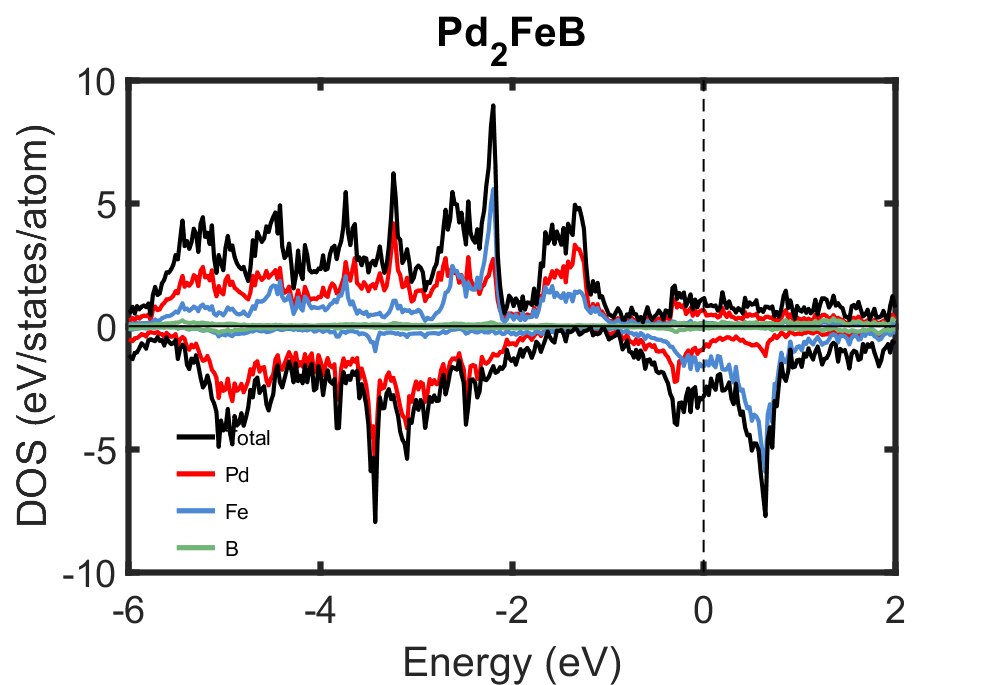 Pd2FeB
DOS (eV/states/atom)
10
5
0
-5
-10
Total
Pd
Fe
B
-6 -4 -2 0 2
Energy (eV)